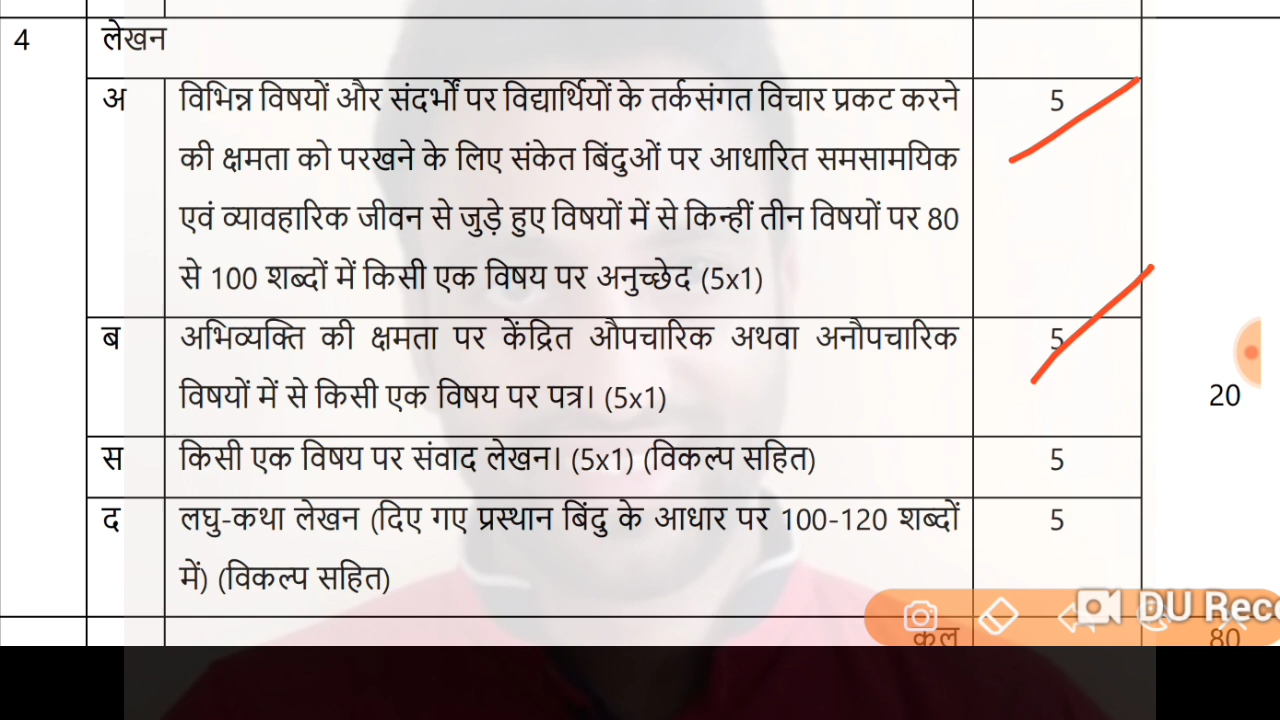 4 लेखन
अ विभिन्न विषयों और संदर्भों पर विद्यार्थियों के तर्कसंगत विचार प्रकट करने 5
की क्षमता को परखने के लिए संकेत बिंदुओं पर आधारित समसामयिक
एवं व्यावहारिक जीवन से जुड़े हुए विषयों में से किन्हीं तीन विषयों पर 80
से 100 शब्दों में किसी एक विषय पर अनुच्छेद (5x1)
ब अभिव्यक्ति की क्षमता पर केंद्रित औपचारिक अथवा अनौपचारिक 5
विषयों में से किसी एक विषय पर पत्र। (5x1) 20
स किसी एक विषय पर संवाद लेखन। (5x1) (विकल्प सहित) 5
द लघु-कथा लेखन (दिए गए प्रस्थान बिंदु के आधार पर 100-120 शब्दों 5
में) (विकल्प सहित)
DU Reco
कुल 80